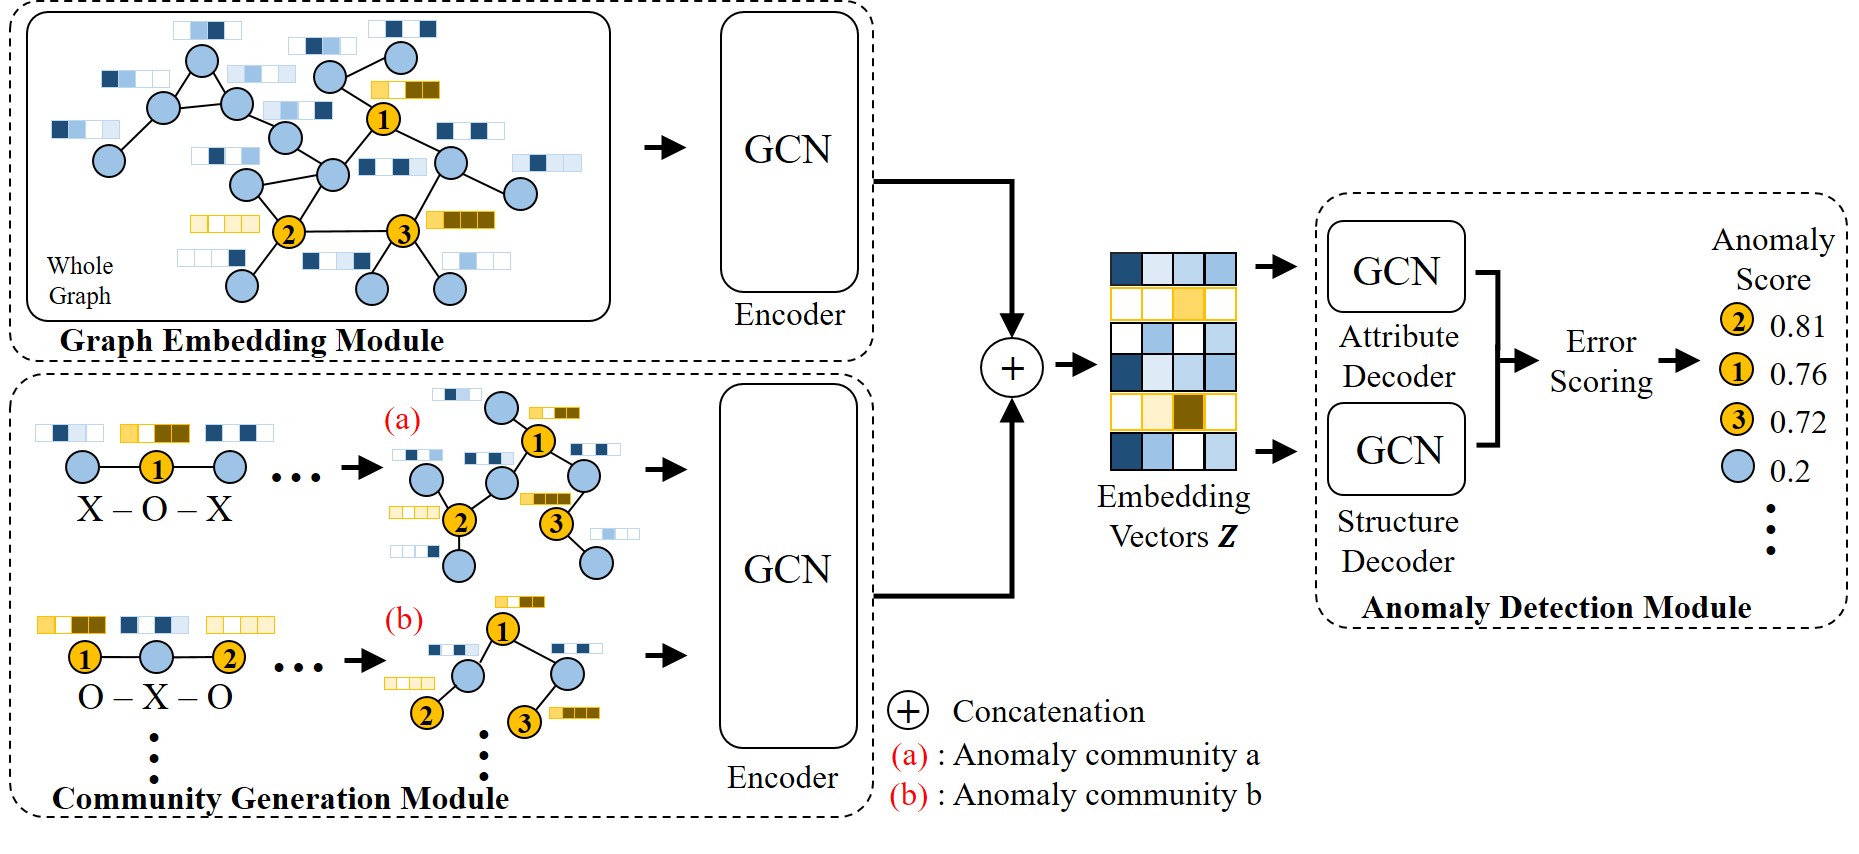 1
2
3
Whole
Graph
GCN
Encoder
Graph Embedding Module
1
X – O – X
...
(a)
1
2
3
1
2
O – X – O
...
(b)
1
2
3
GCN
Encoder
Community Generation Module
+
Embedding
Vectors Z
GCN
Attribute
Decoder
GCN
Structure
Decoder
Error
Scoring
Anomaly
Score
2 0.81
1 0.76
3 0.72
0.2
Anomaly Detection Module
+ Concatenation
(a) : Anomaly community a
(b) : Anomaly community b